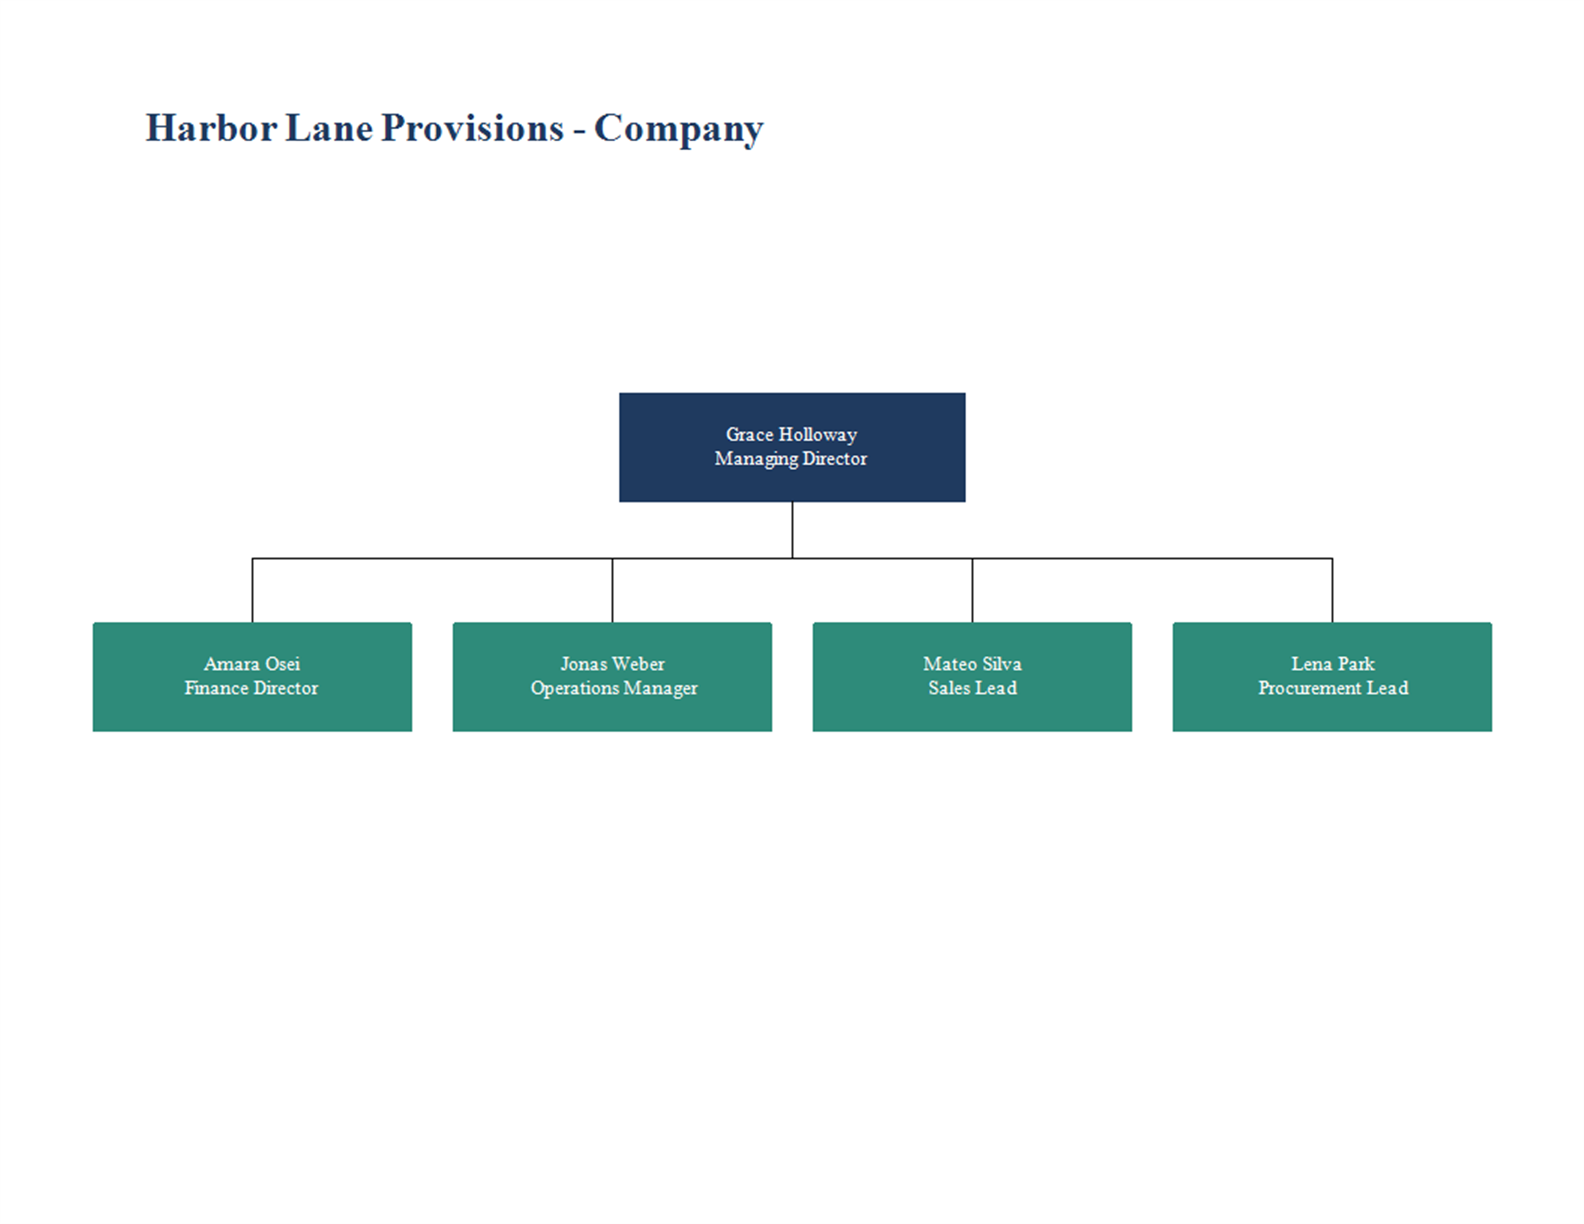 Harbor Lane Provisions - Company
Grace Holloway
Managing Director
Amara Osei
Finance Director
Jonas Weber
Operations Manager
Mateo Silva
Sales Lead
Lena Park
Procurement Lead